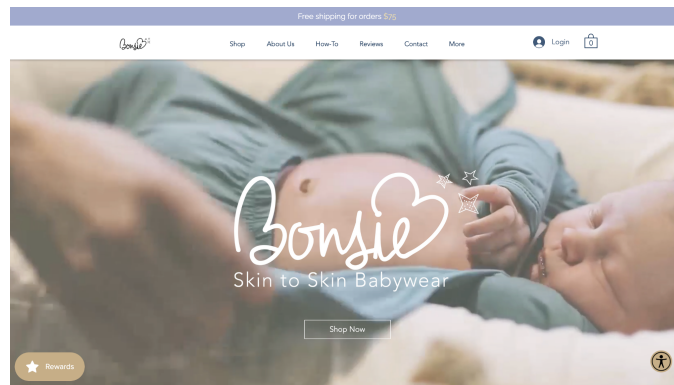 Free shipping for orders $75
Bonsie
Shop About Us How-To Reviews Contact More Login 0
Bonsie
Skin to Skin Babywear
Shop Now
Rewards